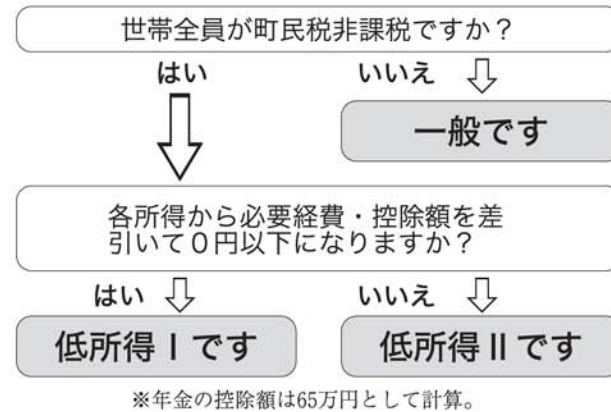 世帯全員が町民税非課税ですか？
はい いいえ
一般です
各所得から必要経費・控除額を差
引いて０円以下になりますか？
はい いいえ
低所得Ⅰです 低所得Ⅱです
※年金の控除額は65万円として計算。